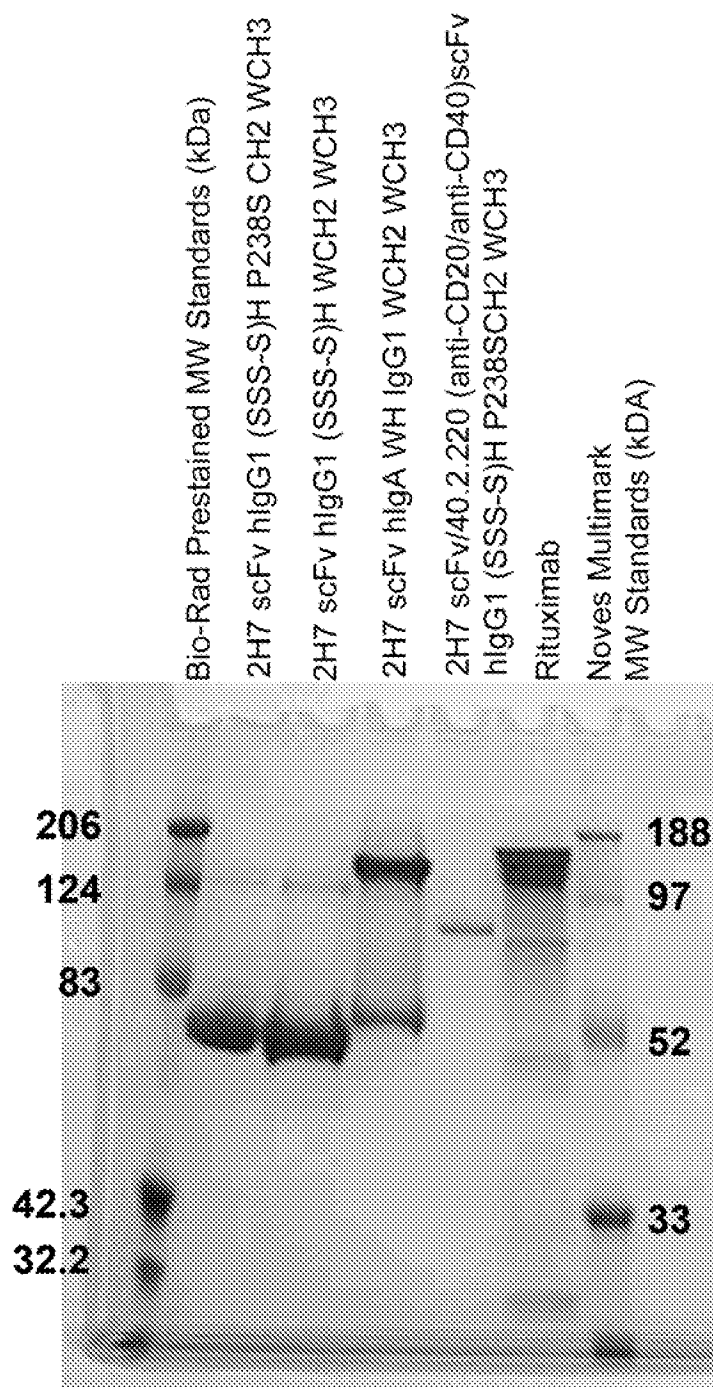 Bio-Rad Prestained MW Standards (kDa)
2H7 scFv hIgG1 (SSS-S)H P238S CH2 WCH3
2H7 scFv hIgG1 (SSS-S)H WCH2 WCH3
2H7 scFv hIgA WH IgG1 WCH2 WCH3
2H7 scFv/40.2.220 (anti-CD20/anti-CD40)scFv
hIgG1 (SSS-S)H P238SCH2 WCH3
Rituximab
Noves Multimark
MW Standards (kDA)
206
124
83
42.3
32.2
188
97
52
33